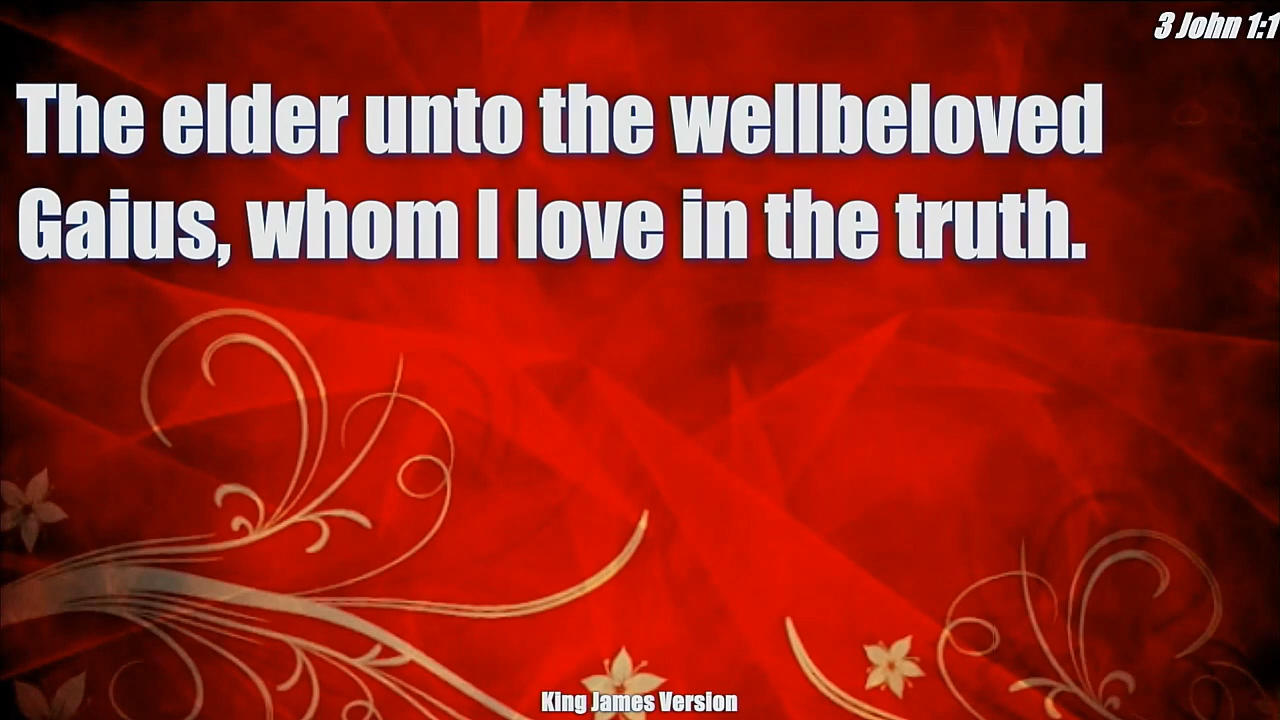 3 John 1:1
The elder unto the wellbeloved
Gaius, whom I love in the truth.
King James Version